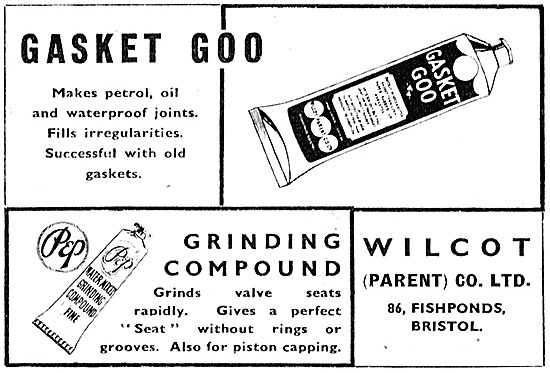 GASKET GOO
Makes petrol, oil
and waterproof joints.
Fills irregularities.
Successful with old
gaskets.
GASKET
GOO
P&P
P&P
WATER-MIXED
GRINDING
COMPOUND
FINE
GRINDING
COMPOUND
Grinds valve seats
rapidly. Gives a perfect
"Seat" without rings or
grooves. Also for piston capping.
WILCOT
(PARENT) CO. LTD.
86, FISHPONDS,
BRISTOL.